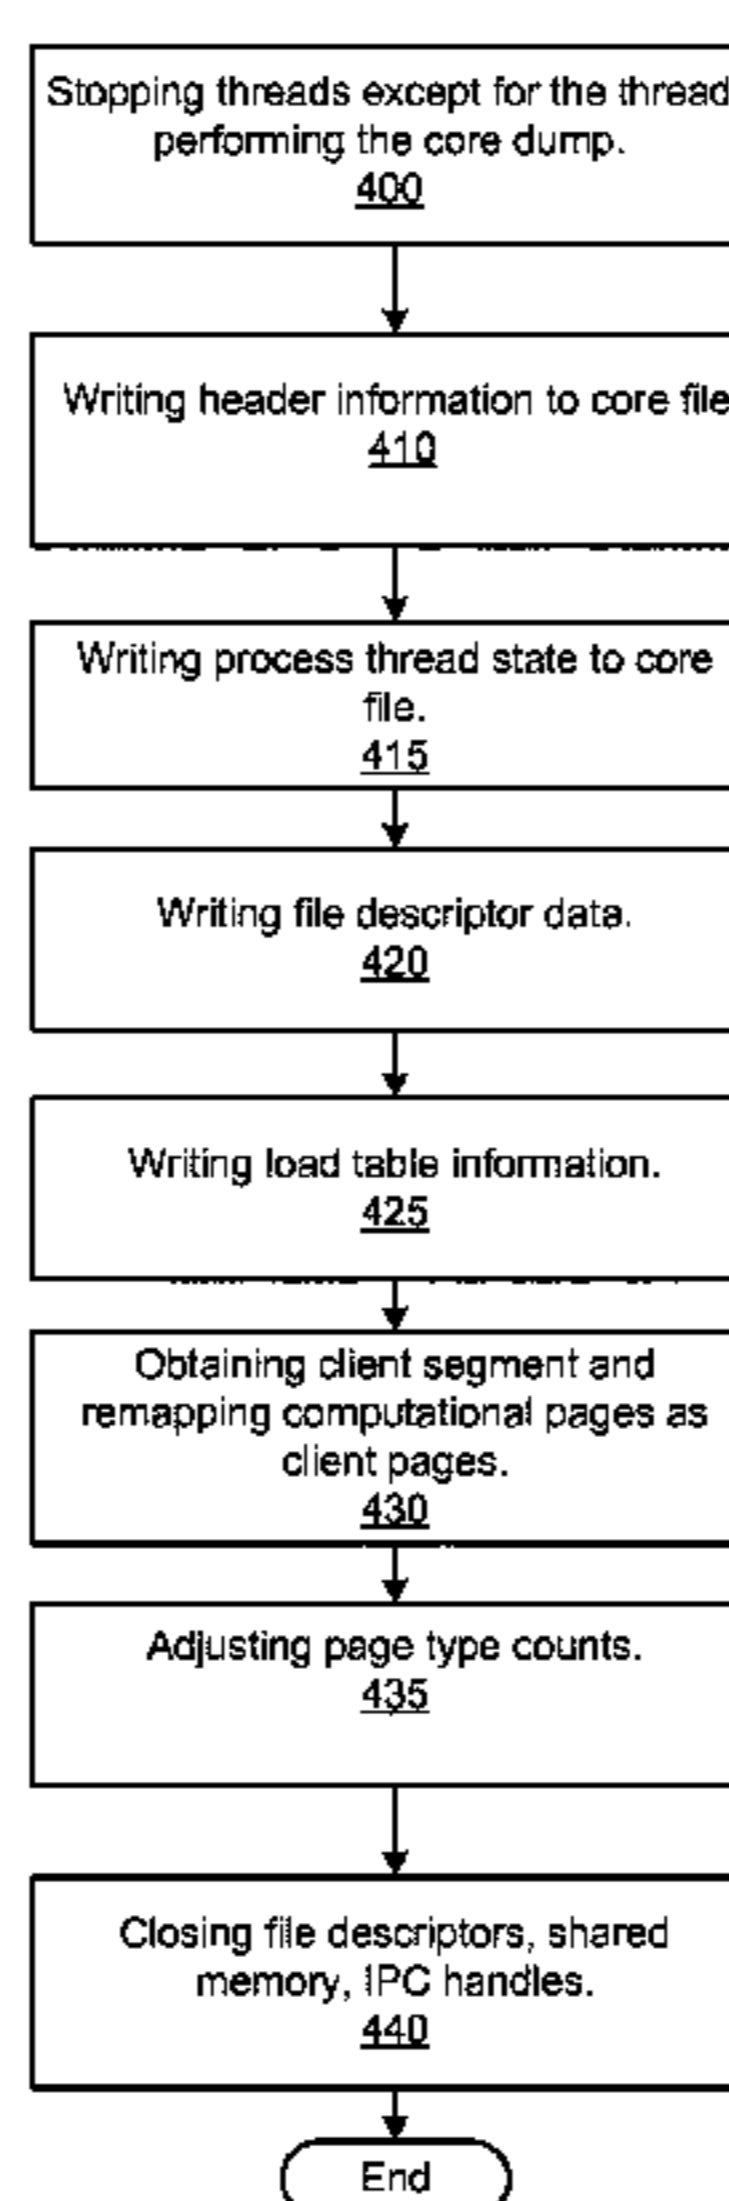 Stopping threads except for the thread
performing the core dump.
400
Writing header information to core file
410
Writing process thread state to core
file.
415
Writing file descriptor data.
420
Writing load table information.
425
Obtaining client segment and
remapping computational pages as
client pages.
430
Adjusting page type counts.
435
Closing file descriptors, shared
memory, IPC handles.
440
End